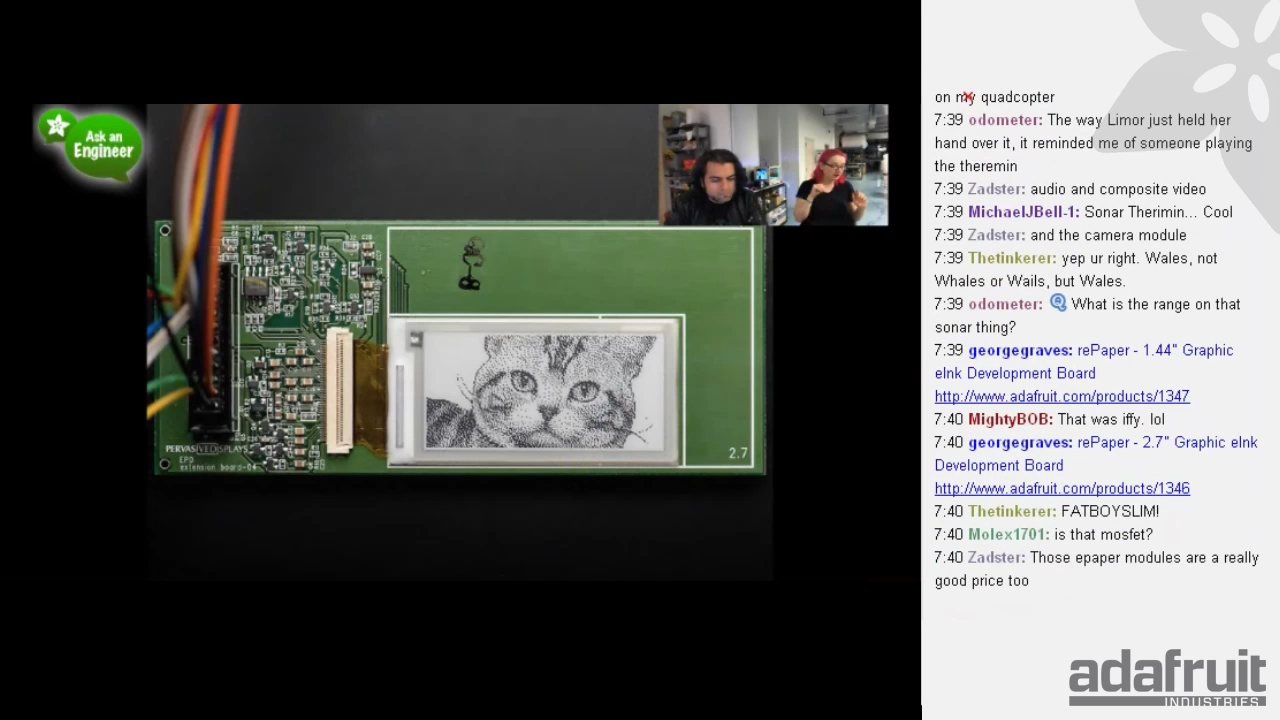 Ask an
Engineer
PERVASIVE DISPLAYS
EPD
extension board-04
2.7
on my quadcopter
7:39 odometer: The way Limor just held her
hand over it, it reminded me of someone playing
the theremin
7:39 Zadster: audio and composite video
7:39 MichaelJBell-1: Sonar Therimin... Cool
7:39 Zadster: and the camera module
7:39 Thetinkerer: yep ur right. Wales, not
Whales or Wails, but Wales.
7:39 odometer: What is the range on that
sonar thing?
7:39 georgegraves: rePaper - 1.44" Graphic
eInk Development Board
http://www.adafruit.com/products/1347
7:40 MightyBOB: That was iffy. lol
7:40 georgegraves: rePaper - 2.7" Graphic eInk
Development Board
http://www.adafruit.com/products/1346
7:40 Thetinkerer: FATBOYSLIM!
7:40 Molex1701: is that mosfet?
7:40 Zadster: Those epaper modules are a really
good price too
adafruit
INDUSTRIES